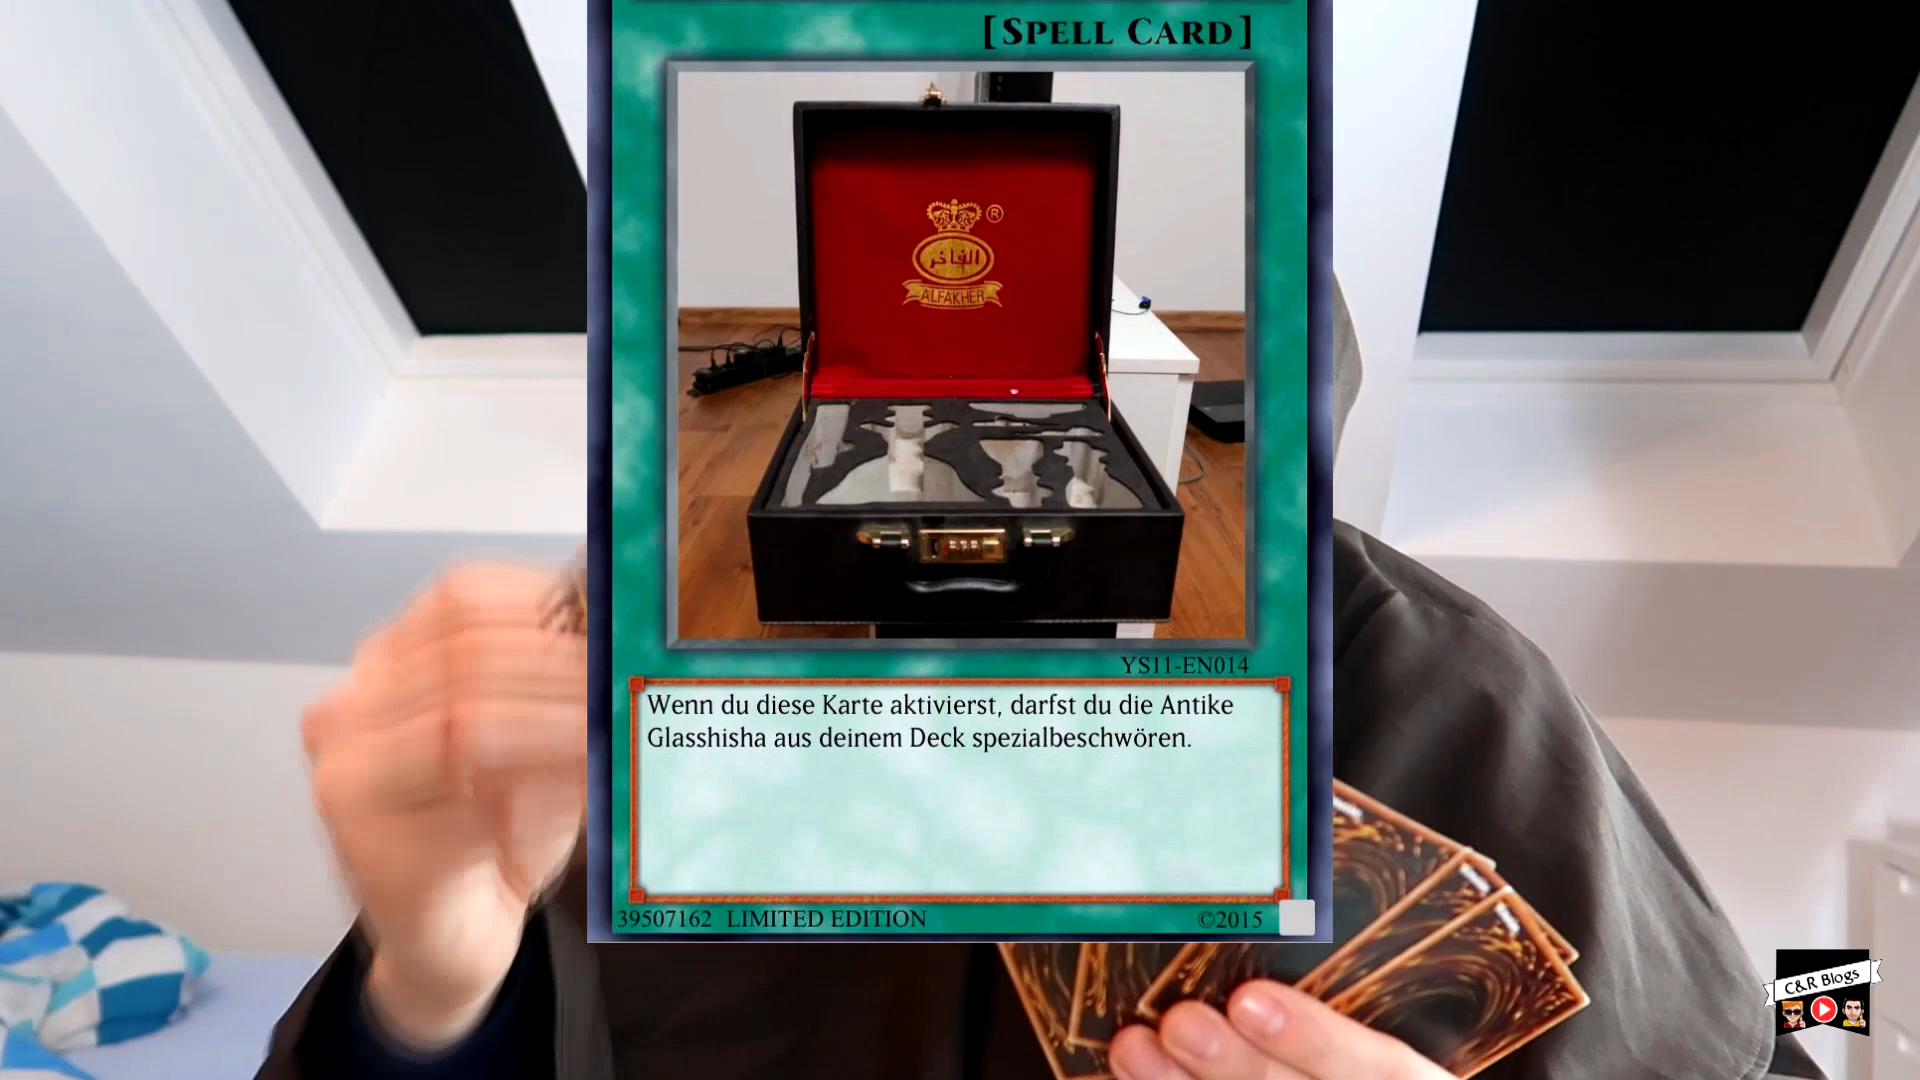 [SPELL CARD]
®
الفاخر
ALFAKHER
YS11-EN014
Wenn du diese Karte aktivierst, darfst du die Antike
Glasshisha aus deinem Deck spezialbeschwören.
39507162 LIMITED EDITION
©2015
C&R Blogs